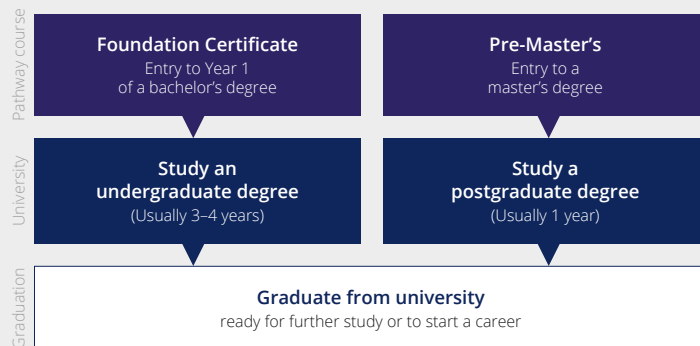 Pathway course
Foundation Certificate
Entry to Year 1
of a bachelor’s degree
Pre-Master’s
Entry to a
master’s degree
University
Study an
undergraduate degree
(Usually 3–4 years)
Study a
postgraduate degree
(Usually 1 year)
Graduation
Graduate from university
ready for further study or to start a career